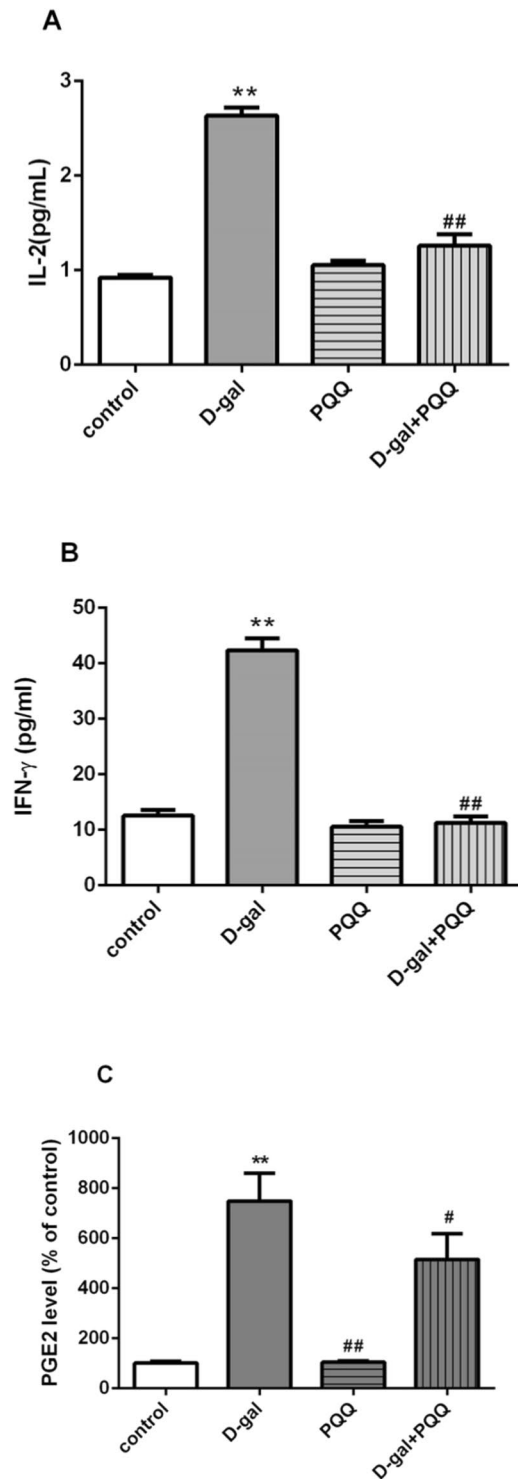 A
IL-2(pg/mL)
3
2
1
0
**
##
control
D-gal
PQQ
D-gal+PQQ
B
IFN-γ (pg/ml)
50
40
30
20
10
0
**
##
control
D-gal
PQQ
D-gal+PQQ
C
PGE2 level (% of control)
1000
800
600
400
200
0
**
##
#
control
D-gal
PQQ
D-gal+PQQ